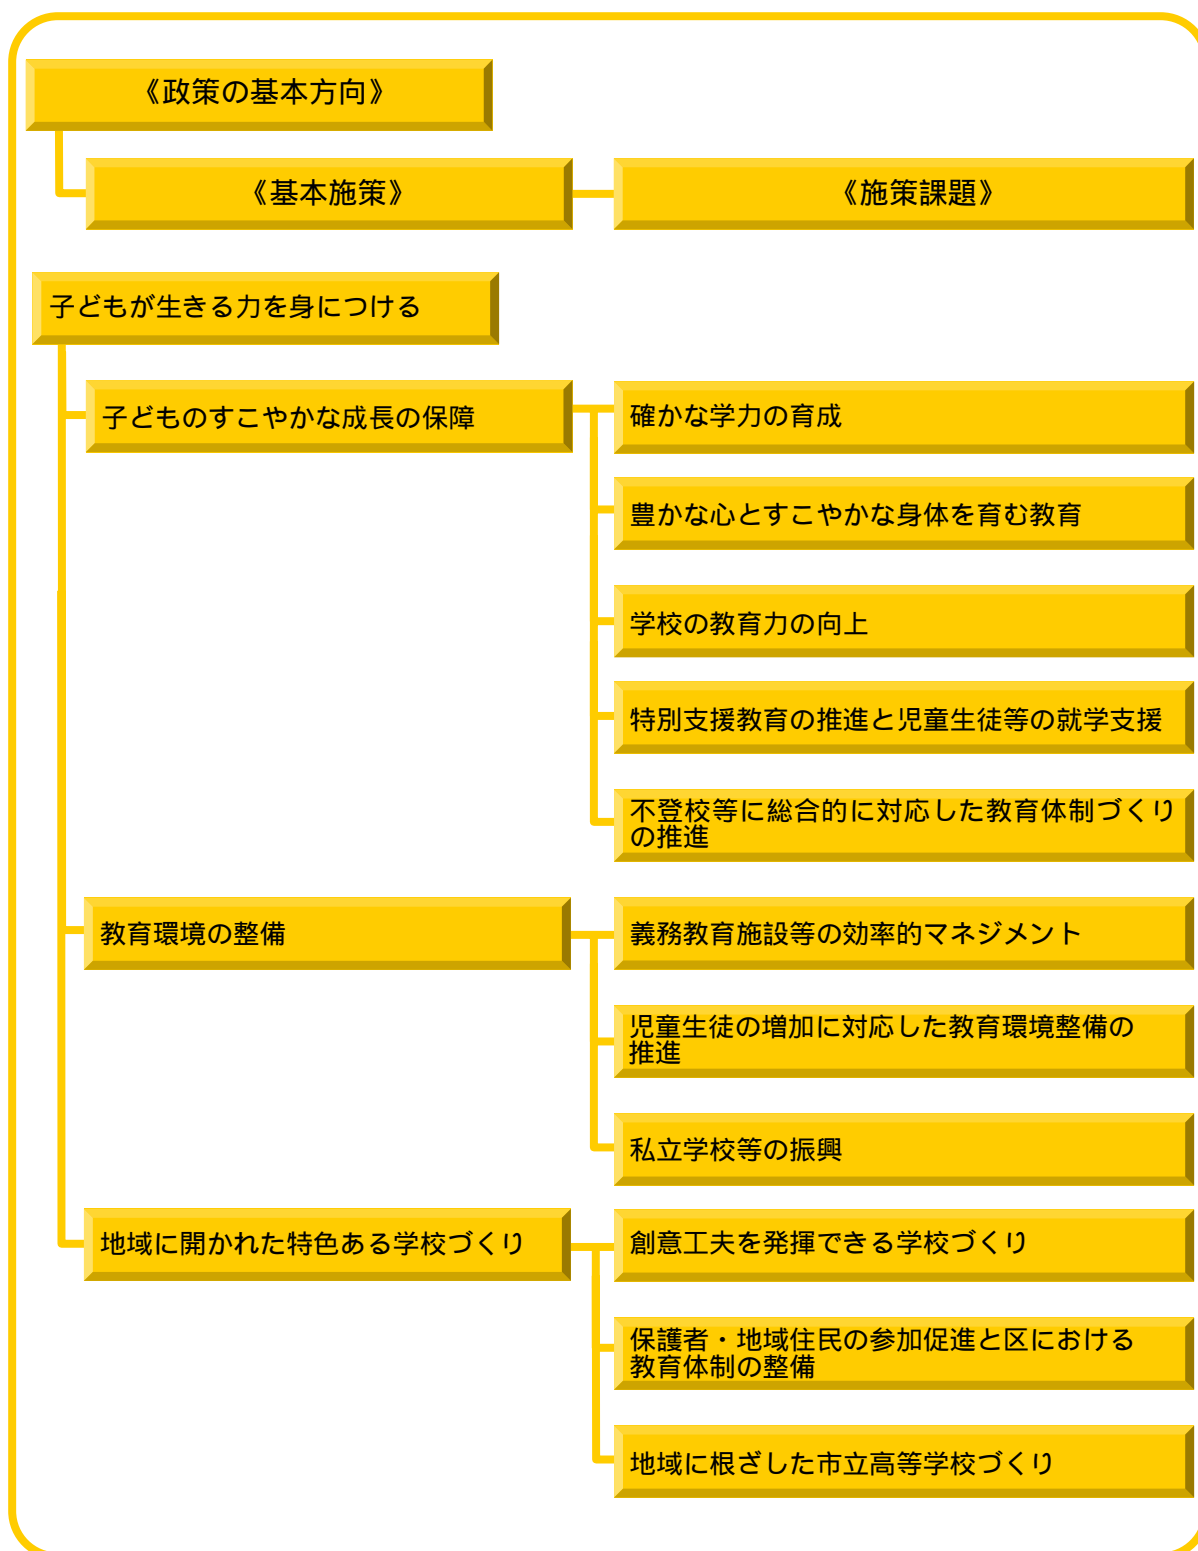 《政策の基本方向》
《基本施策》
《施策課題》
子どもが生きる力を身につける
子どものすこやかな成長の保障
確かな学力の育成
豊かな心とすこやかな身体を育む教育
学校の教育力の向上
特別支援教育の推進と児童生徒等の就学支援
不登校等に総合的に対応した教育体制づくり
の推進
教育環境の整備
義務教育施設等の効率的マネジメント
児童生徒の増加に対応した教育環境整備の
推進
私立学校等の振興
地域に開かれた特色ある学校づくり
創意工夫を発揮できる学校づくり
保護者・地域住民の参加促進と区における
教育体制の整備
地域に根ざした市立高等学校づくり